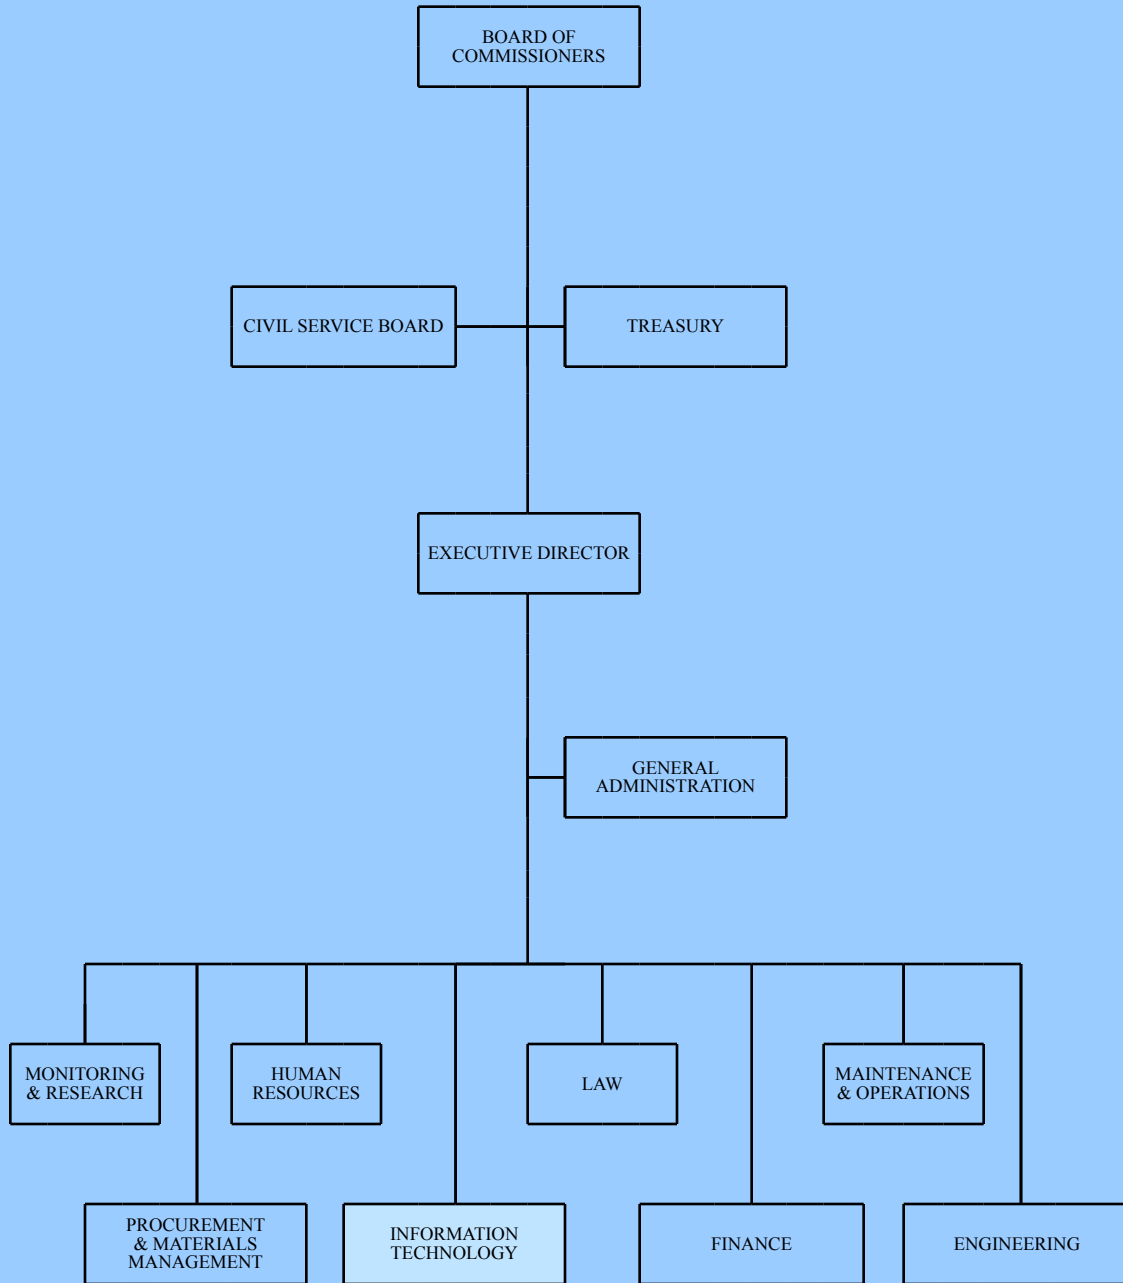 BOARD OF
COMMISSIONERS
CIVIL SERVICE BOARD
TREASURY
EXECUTIVE DIRECTOR
GENERAL
ADMINISTRATION
MONITORING
& RESEARCH
HUMAN
RESOURCES
LAW
MAINTENANCE
& OPERATIONS
PROCUREMENT
& MATERIALS
MANAGEMENT
INFORMATION
TECHNOLOGY
FINANCE
ENGINEERING